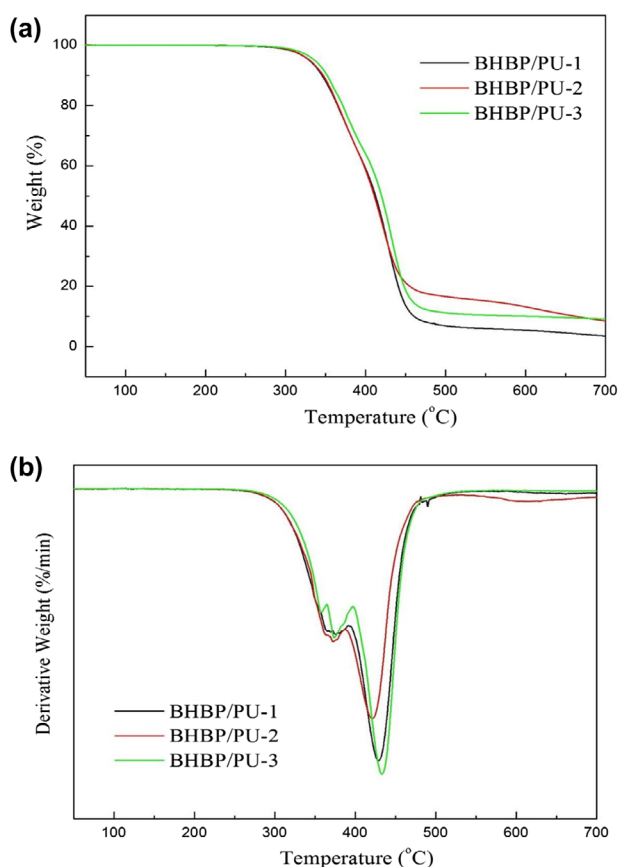 (a)
100
80
60
40
20
0
Weight (%)
BHBP/PU-1
BHBP/PU-2
BHBP/PU-3
100 200 300 400 500 600 700
Temperature (°C)
(b)
Derivative Weight (%/min)
BHBP/PU-1
BHBP/PU-2
BHBP/PU-3
100 200 300 400 500 600 700
Temperature (°C)